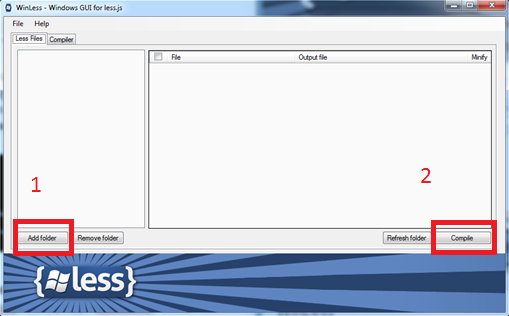 WinLess - Windows GUI for less.js
File Help
Less Files Compiler
File Output file Minify
1 2
Add folder Remove folder Refresh folder Compile
{less}